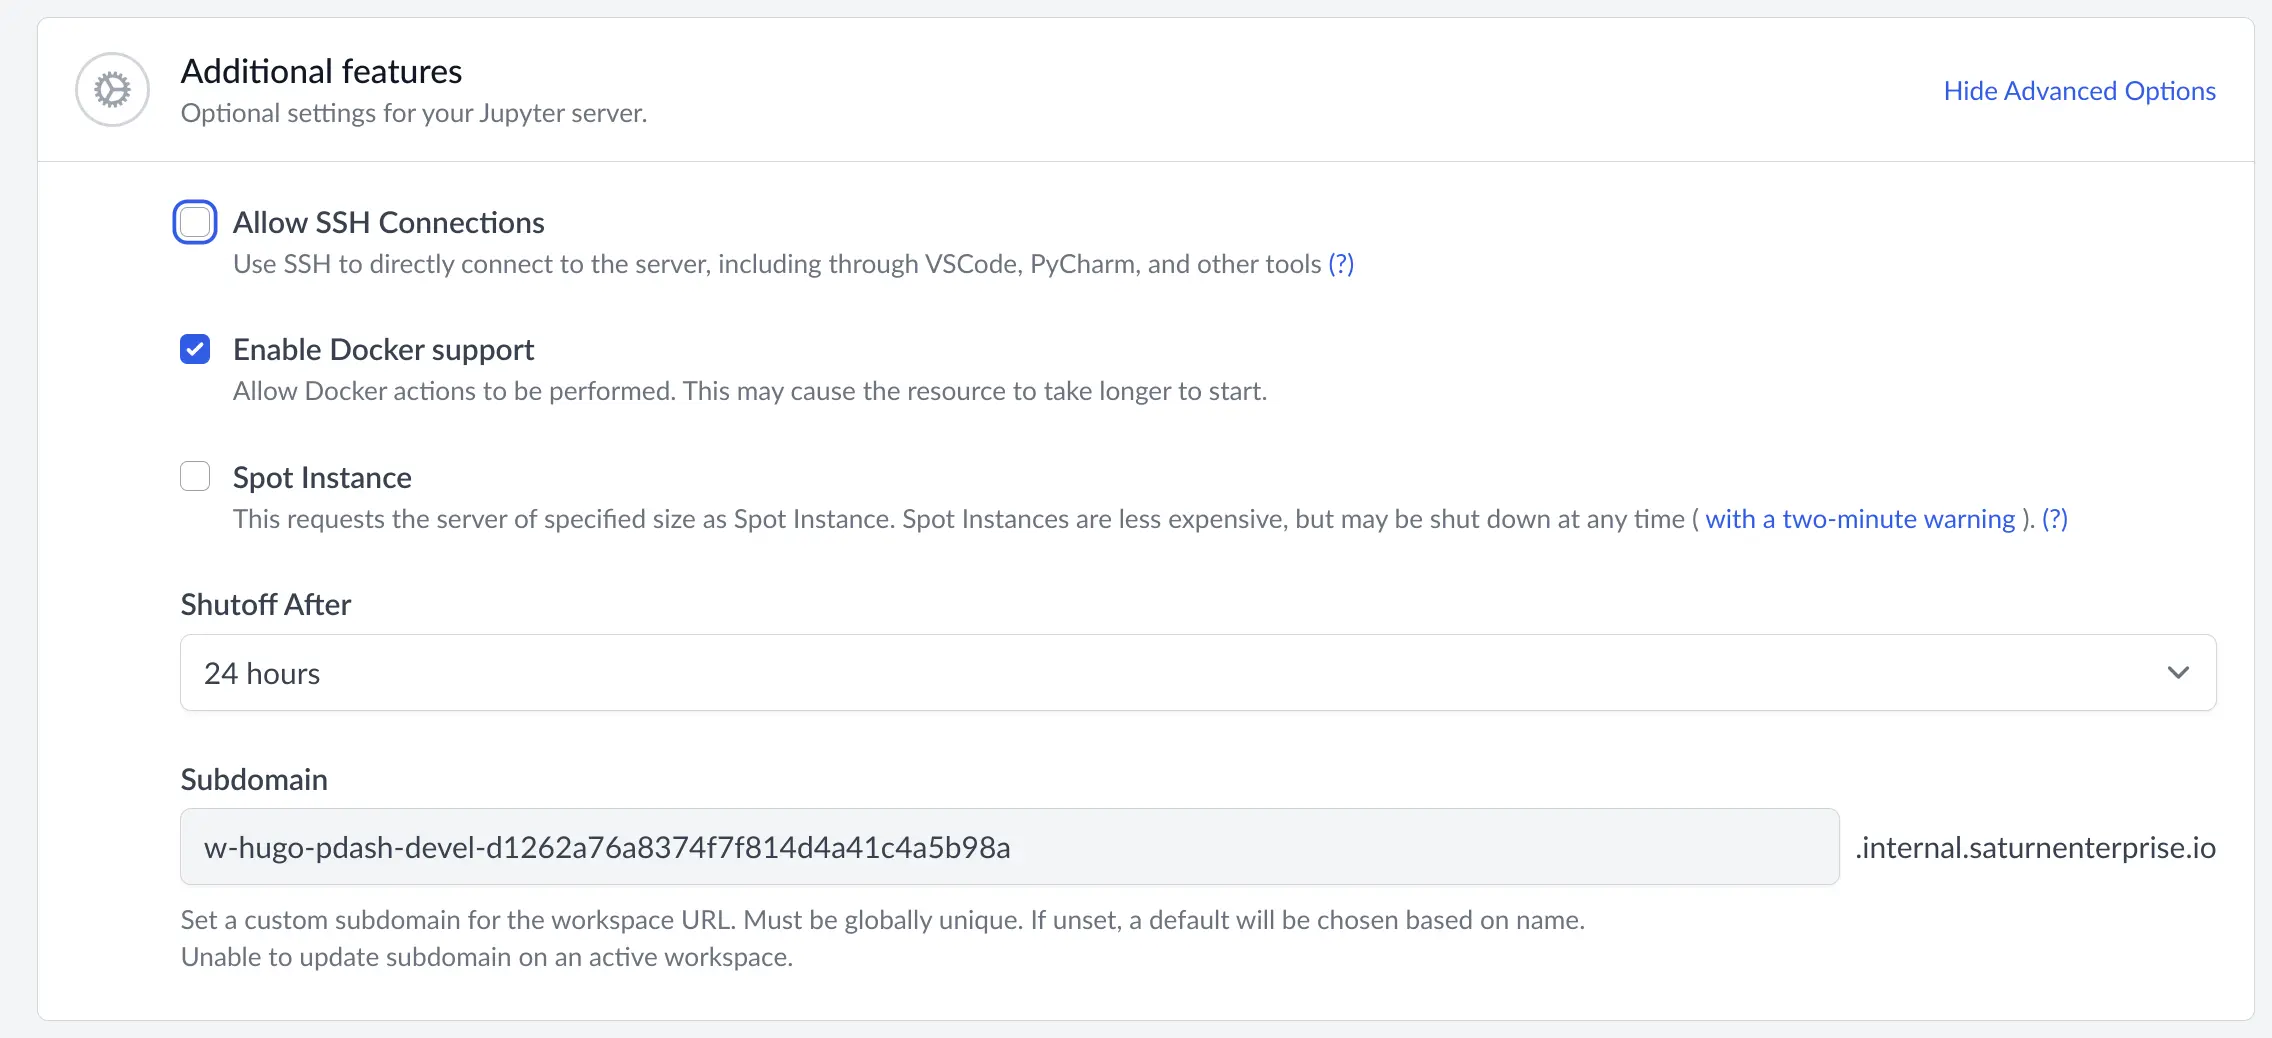 Additional features
Optional settings for your Jupyter server.
Hide Advanced Options
Allow SSH Connections
Use SSH to directly connect to the server, including through VSCode, PyCharm, and other tools (?)
Enable Docker support
Allow Docker actions to be performed. This may cause the resource to take longer to start.
Spot Instance
This requests the server of specified size as Spot Instance. Spot Instances are less expensive, but may be shut down at any time ( with a two-minute warning ). (?)
Shutoff After
24 hours
Subdomain
w-hugo-pdash-devel-d1262a76a8374f7f814d4a41c4a5b98a
.internal.saturnenterprise.io
Set a custom subdomain for the workspace URL. Must be globally unique. If unset, a default will be chosen based on name.
Unable to update subdomain on an active workspace.